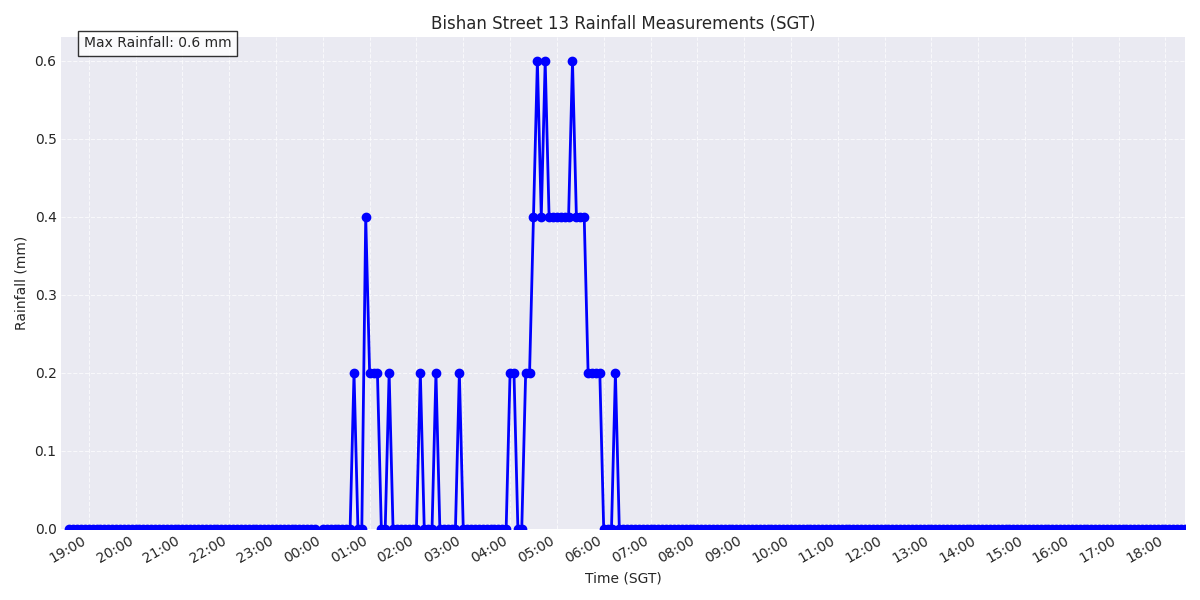 Bishan Street 13 Rainfall Measurements (SGT)
Max Rainfall: 0.6 mm
0.6
0.5
0.4
0.3
0.2
0.1
0.0
Rainfall (mm)
19:00 20:00 21:00 22:00 23:00 00:00 01:00 02:00 03:00 04:00 05:00 06:00 07:00 08:00 09:00 10:00 11:00 12:00 13:00 14:00 15:00 16:00 17:00 18:00
Time (SGT)